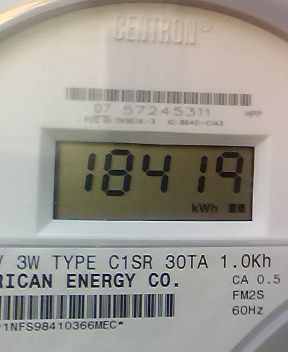 CENTRON®
07 57245311 HPP
18419
kWh
V 3W TYPE C1SR 30TA 1.0Kh
RICAN ENERGY CO.
CA 0.5
FM2S
60Hz
1NFS98410366MEC*